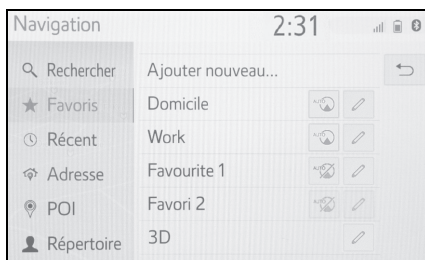 Navigation 2:31
Rechercher
Favoris
Récent
Adresse
POI
Répertoire
Ajouter nouveau...
Domicile
Work
Favourite 1
Favori 2
3D